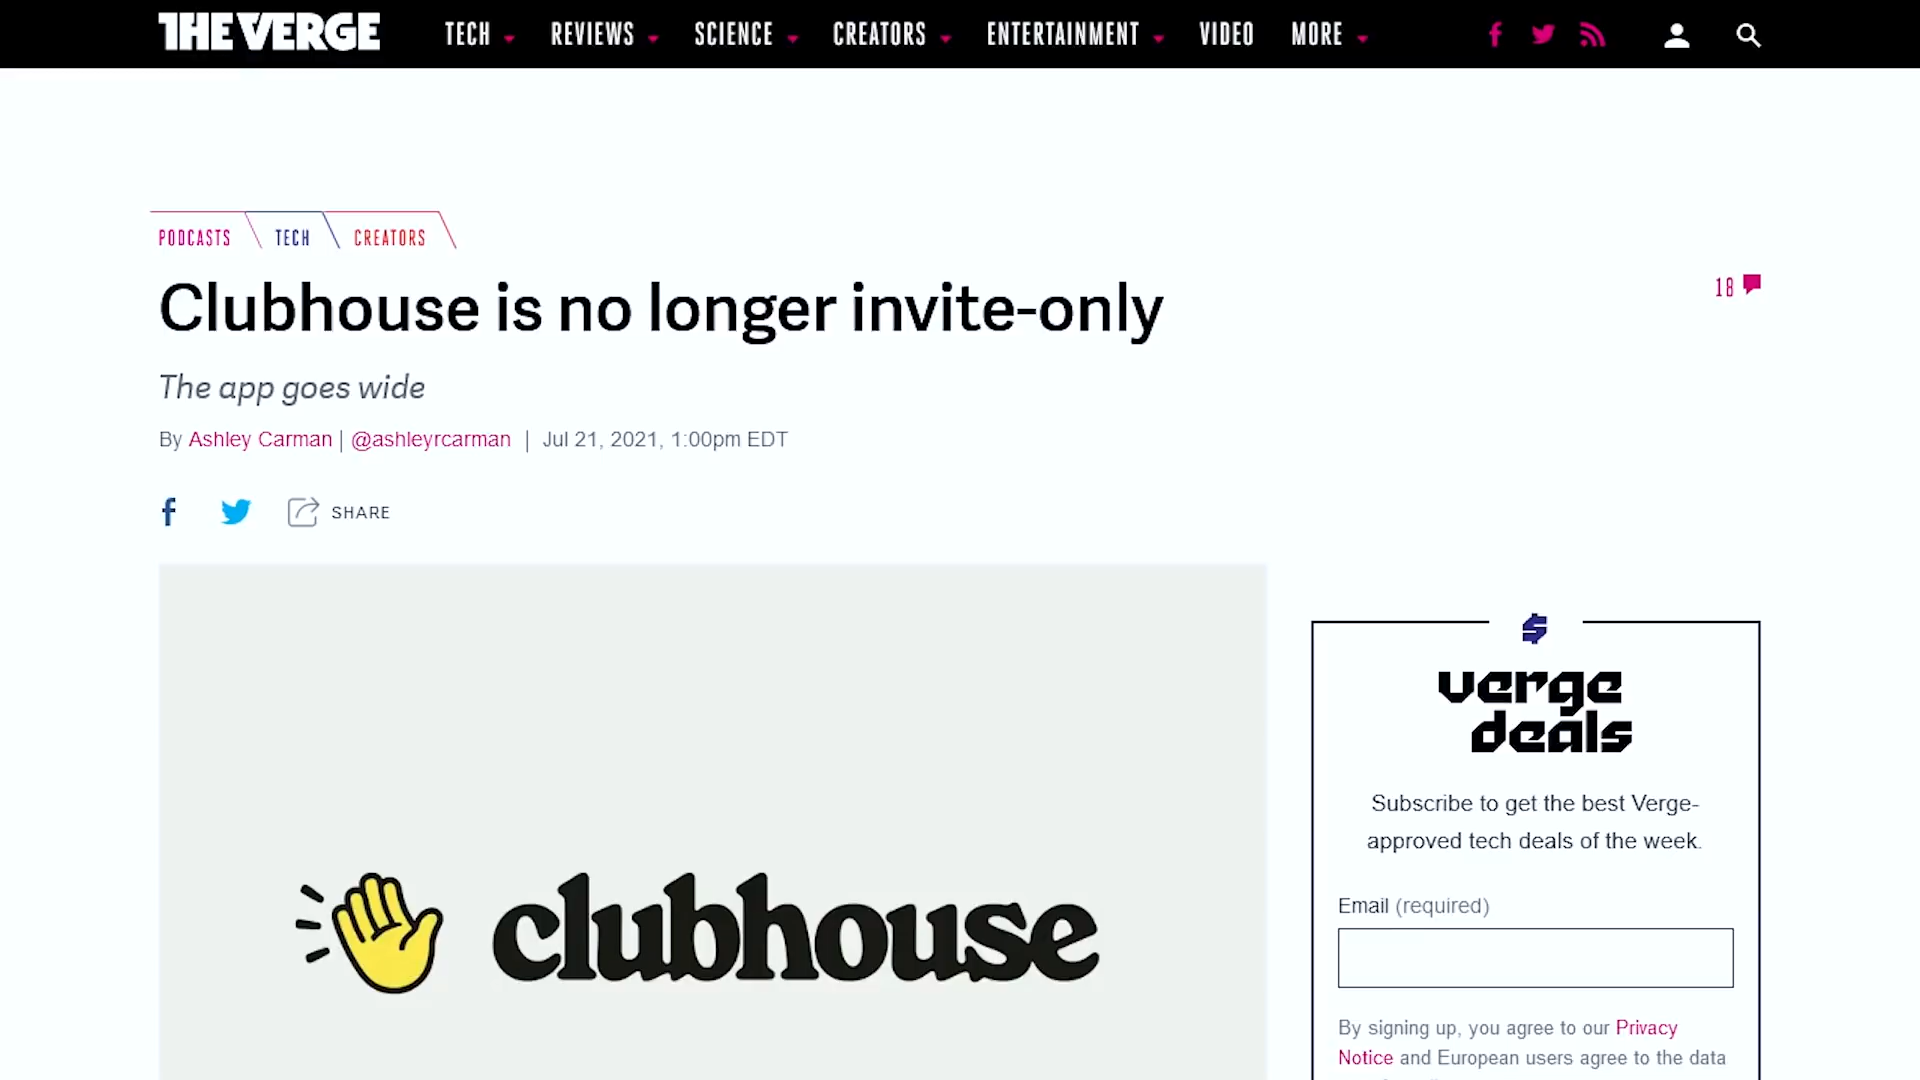 THE VERGE
TECH REVIEWS SCIENCE CREATORS ENTERTAINMENT VIDEO MORE
PODCASTS TECH CREATORS
Clubhouse is no longer invite-only
18
The app goes wide
By Ashley Carman | @ashleyrcarman | Jul 21, 2021, 1:00pm EDT
SHARE
clubhouse
verge
deals
Subscribe to get the best Verge-
approved tech deals of the week.
Email (required)
By signing up, you agree to our Privacy
Notice and European users agree to the data